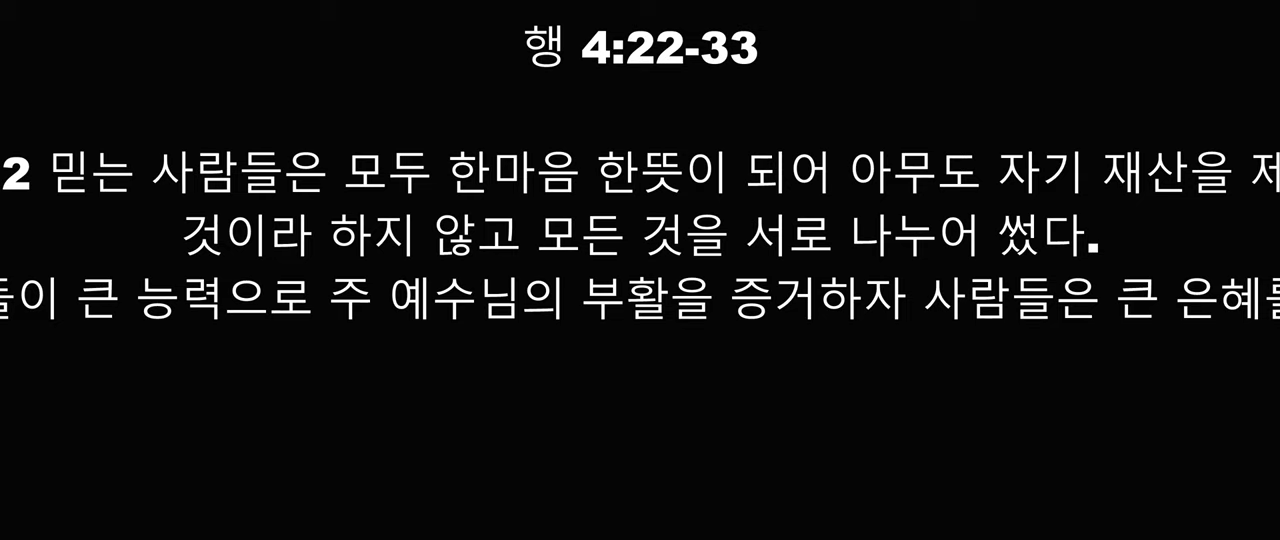 행 4:22-33
2 믿는 사람들은 모두 한마음 한뜻이 되어 아무도 자기 재산을 제
것이라 하지 않고 모든 것을 서로 나누어 썼다.
들이 큰 능력으로 주 예수님의 부활을 증거하자 사람들은 큰 은혜를